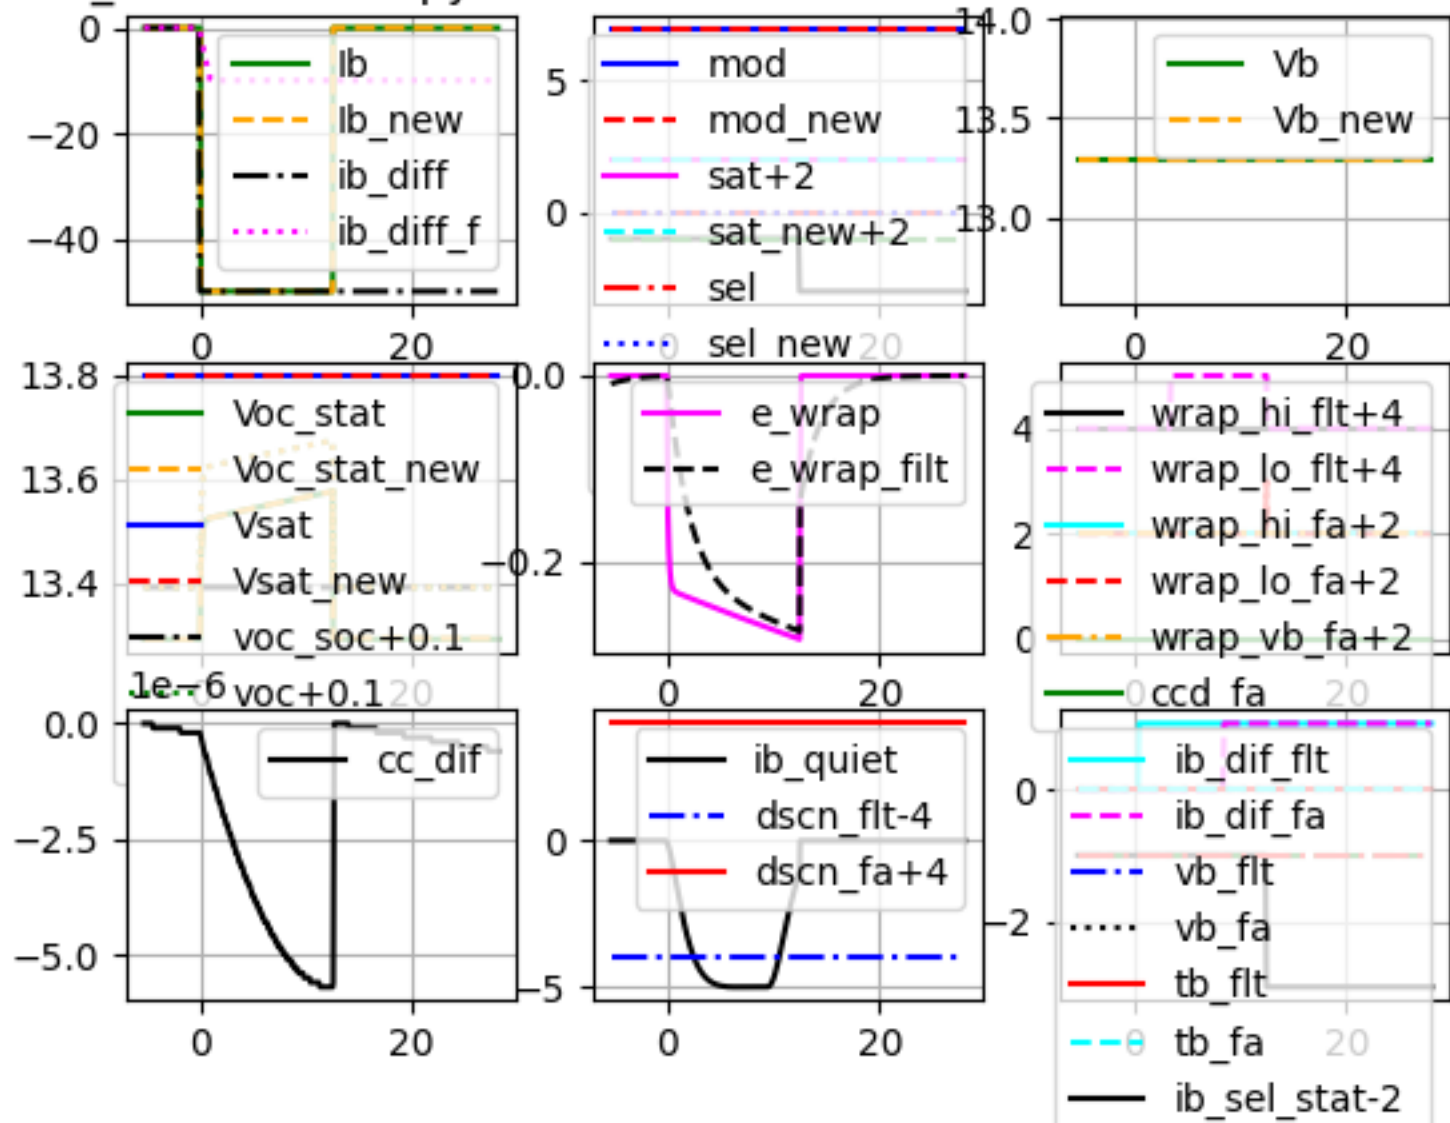 0
−20
−40
0
20
Ib
Ib_new
ib_diff
ib_diff_f
5
0
0
20
mod
mod_new
sat+2
sat_new+2
sel
sel_new
14.0
13.5
13.0
0
20
Vb
Vb_new
13.8
13.6
13.4
0
20
Voc_stat
Voc_stat_new
Vsat
Vsat_new
voc_soc+0.1
voc+0.1
0.0
−0.2
0
20
e_wrap
e_wrap_filt
4
2
0
0
20
wrap_hi_flt+4
wrap_lo_flt+4
wrap_hi_fa+2
wrap_lo_fa+2
wrap_vb_fa+2
ccd_fa
1e−6
0.0
−2.5
−5.0
0
20
cc_dif
0
−5
0
20
ib_quiet
dscn_flt-4
dscn_fa+4
0
−2
0
20
ib_dif_flt
ib_dif_fa
vb_flt
vb_fa
tb_flt
tb_fa
ib_sel_stat-2